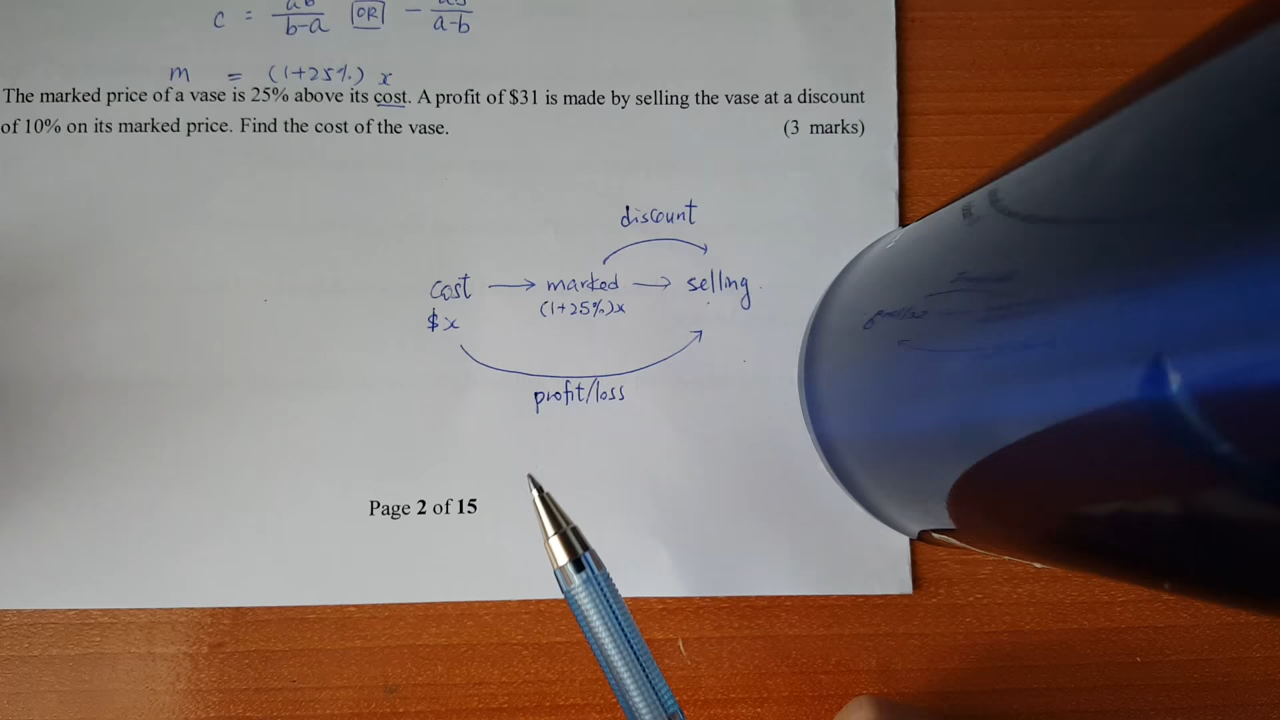 c = ab/b-a OR - /a-b
m = (1+25%) x
The marked price of a vase is 25% above its cost. A profit of $31 is made by selling the vase at a discount
of 10% on its marked price. Find the cost of the vase. (3 marks)
discount
cost → marked → selling
$x (1+25%)x
profit/loss
Page 2 of 15